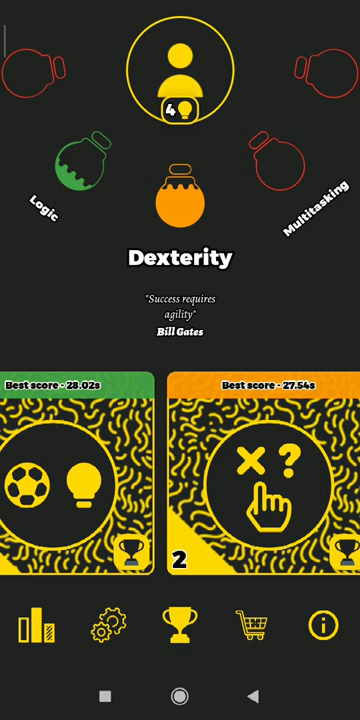 4
Logic
Multitasking
Dexterity
"Success requires
agility"
Bill Gates
Best score - 28.02s
Best score - 27.54s
2